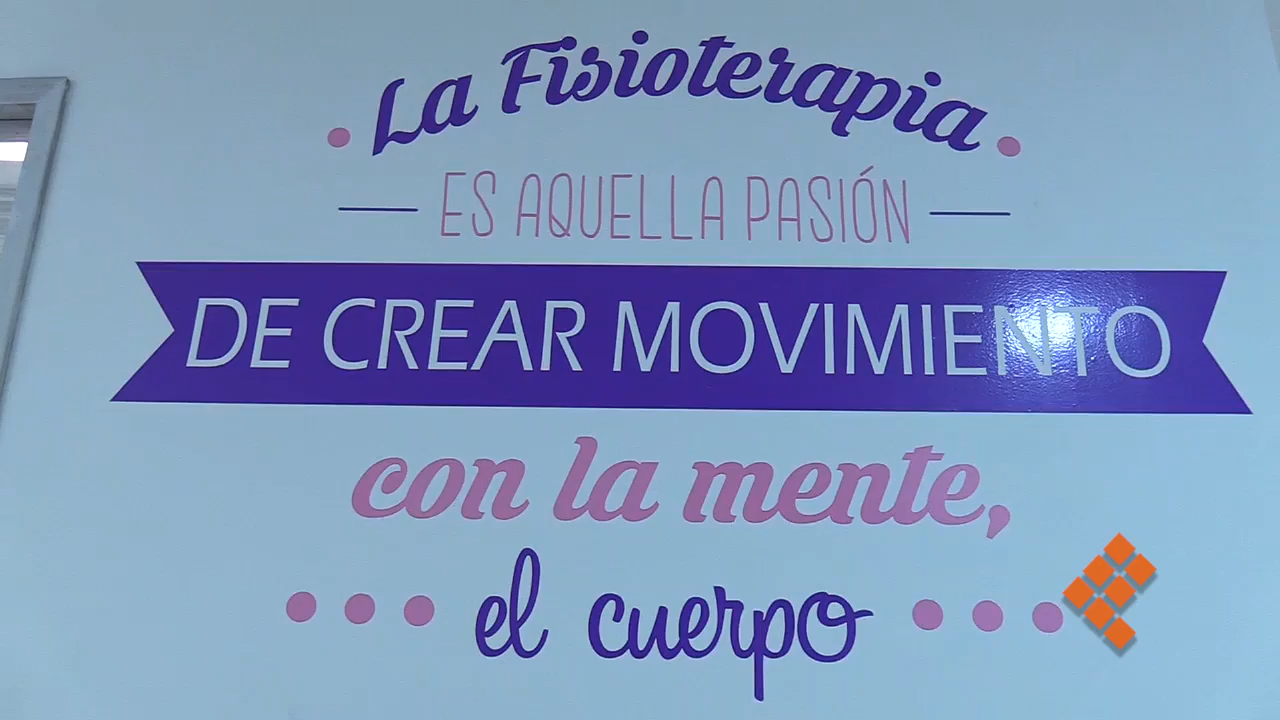 La Fisioterapia
ES AQUELLA PASIÓN
DE CREAR MOVIMIENTO
con la mente,
el cuerpo